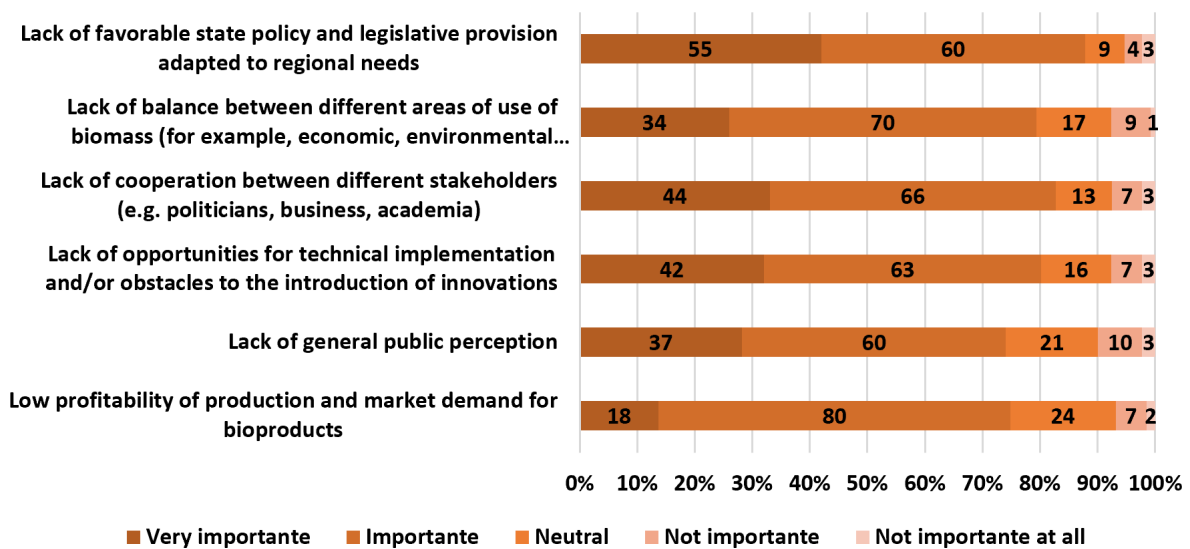 Lack of favorable state policy and legislative provision
adapted to regional needs
55 60 9 4 3
Lack of balance between different areas of use of
biomass (for example, economic, environmental...
34 70 17 9 1
Lack of cooperation between different stakeholders
(e.g. politicians, business, academia)
44 66 13 7 3
Lack of opportunities for technical implementation
and/or obstacles to the introduction of innovations
42 63 16 7 3
Lack of general public perception
37 60 21 10 3
Low profitability of production and market demand for
bioproducts
18 80 24 7 2
0% 10% 20% 30% 40% 50% 60% 70% 80% 90% 100%
Very importante Importante Neutral Not importante Not importante at all